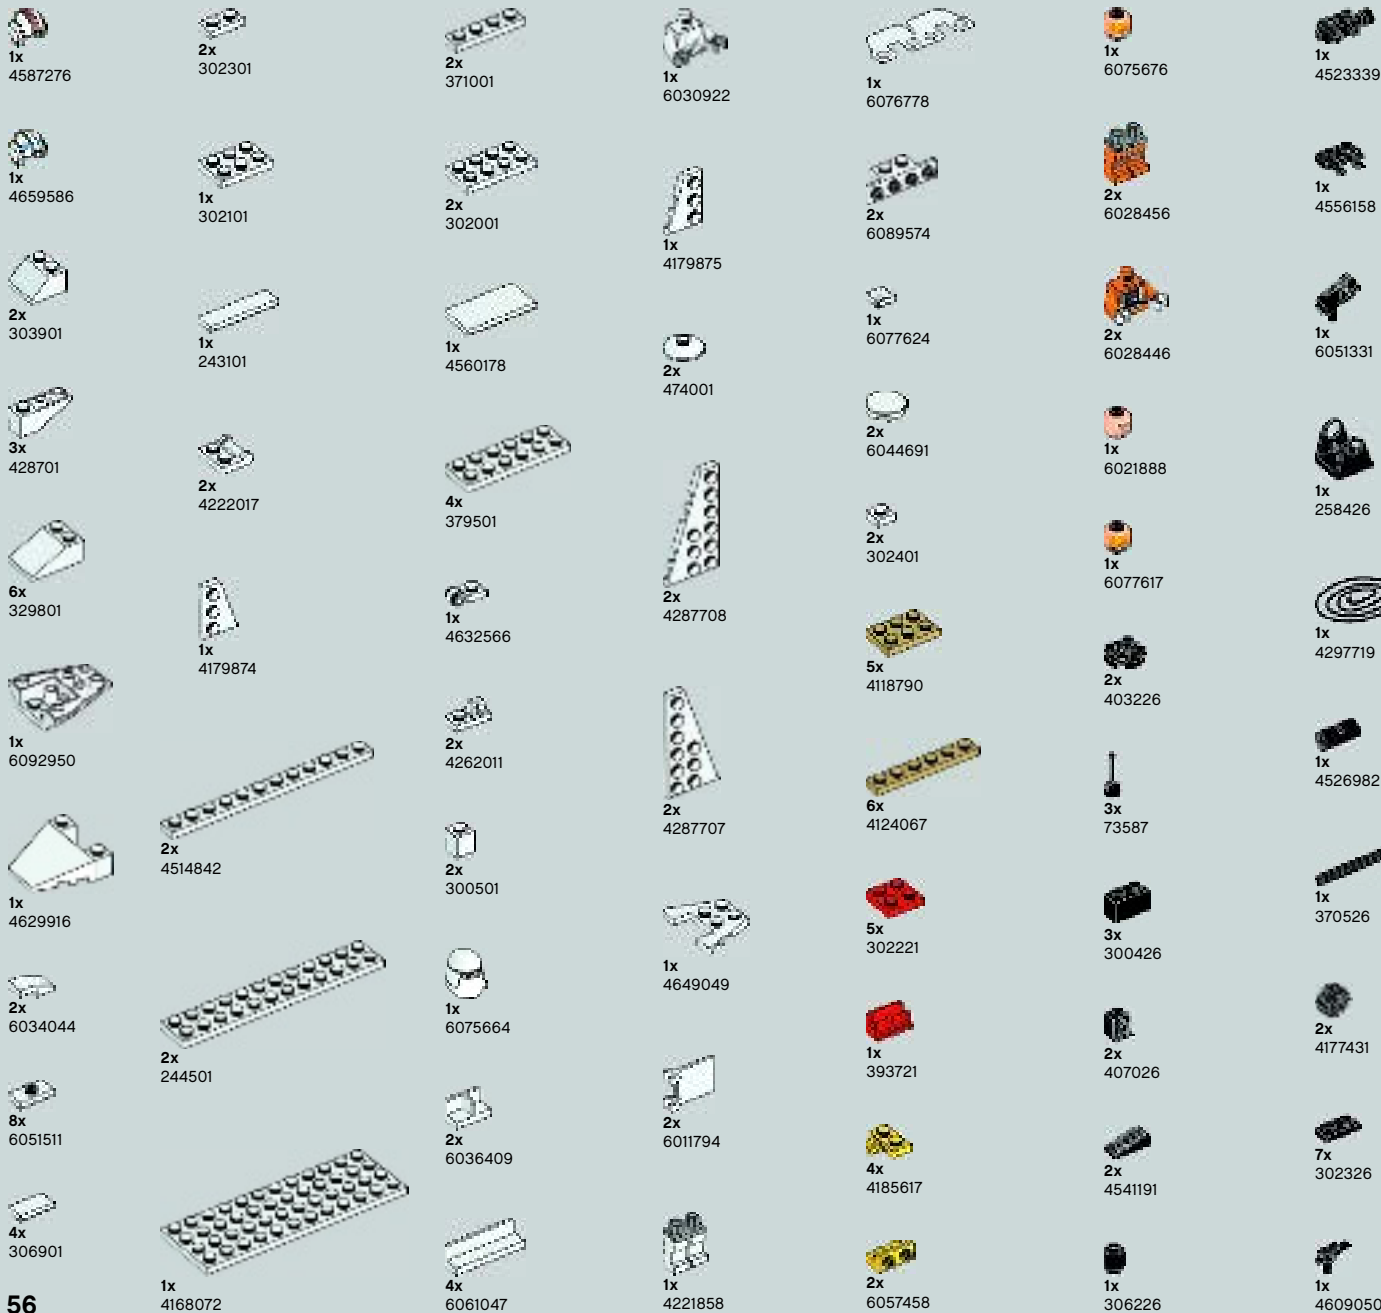 1x
4587276
1x
4659586
2x
303901
3x
428701
6x
329801
1x
6092950
1x
4629916
2x
6034044
8x
6051511
4x
306901
2x
302301
1x
302101
1x
243101
2x
4222017
1x
4179874
2x
4514842
2x
244501
1x
4168072
2x
371001
2x
302001
1x
4560178
4x
379501
1x
4632566
2x
4262011
2x
300501
1x
6075664
2x
6036409
4x
6061047
1x
6030922
1x
4179875
2x
474001
2x
4287708
2x
4287707
1x
4649049
2x
6011794
1x
4221858
1x
6076778
2x
6089574
1x
6077624
2x
6044691
2x
302401
5x
4118790
6x
4124067
5x
302221
1x
393721
4x
4185617
2x
6057458
1x
6075676
2x
6028456
2x
6028446
1x
6021888
1x
6077617
2x
403226
3x
73587
3x
300426
2x
407026
2x
4541191
1x
306226
1x
4523339
1x
4556158
1x
6051331
1x
258426
1x
4297719
1x
4526982
1x
370526
2x
4177431
7x
302326
1x
4609050
56